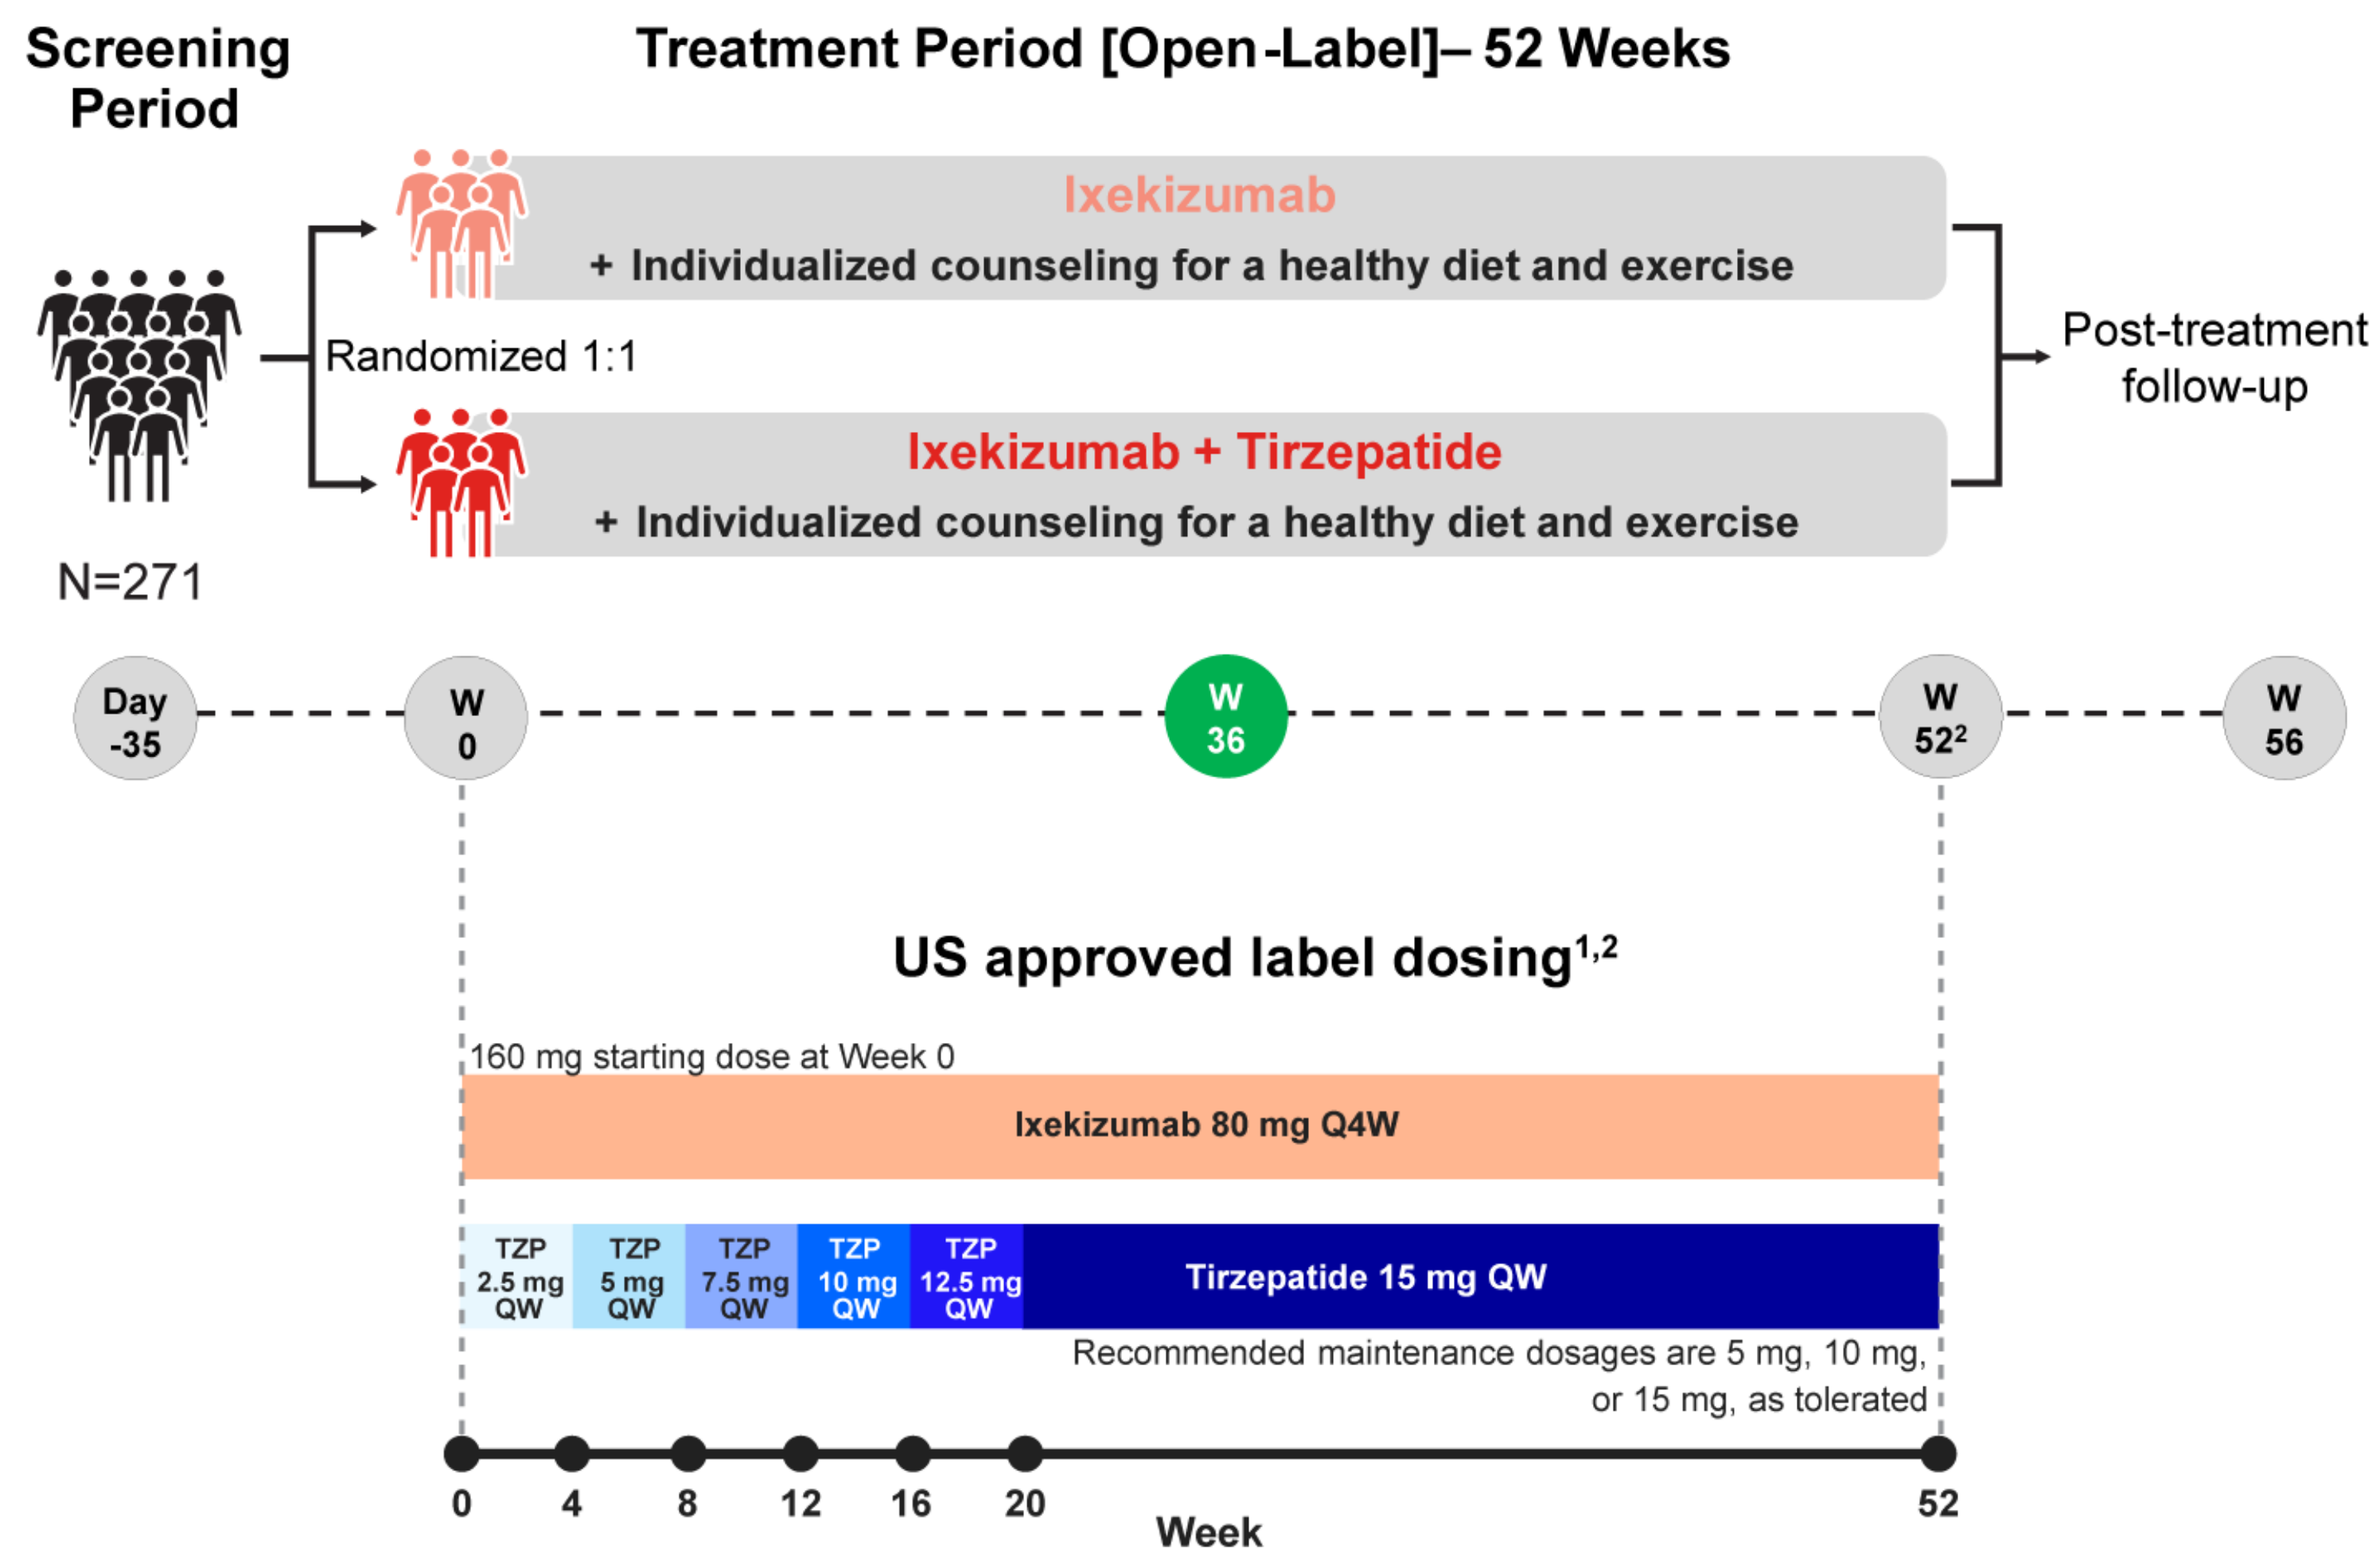 Screening
Period
Treatment Period [Open-Label]– 52 Weeks
Ixekizumab
+ Individualized counseling for a healthy diet and exercise
Randomized 1:1
Ixekizumab + Tirzepatide
+ Individualized counseling for a healthy diet and exercise
Post-treatment
follow-up
N=271
Day
-35
W
0
W
36
W
52²
W
56
US approved label dosing¹,²
160 mg starting dose at Week 0
Ixekizumab 80 mg Q4W
TZP
2.5 mg
QW
TZP
5 mg
QW
TZP
7.5 mg
QW
TZP
10 mg
QW
TZP
12.5 mg
QW
Tirzepatide 15 mg QW
Recommended maintenance dosages are 5 mg, 10 mg,
or 15 mg, as tolerated
0 4 8 12 16 20 52
Week